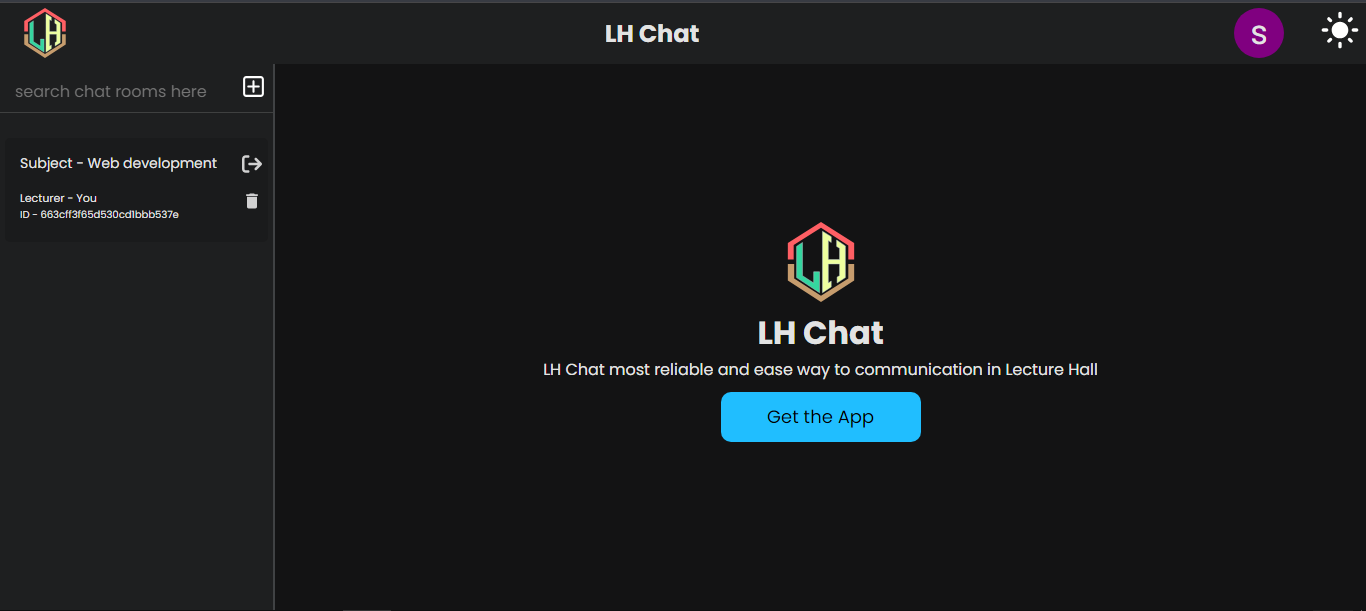 LH
LH Chat
S
search chat rooms here
Subject - Web development
Lecturer - You
ID - 663cff3f65d530cd1bbb537e
LH
LH Chat
LH Chat most reliable and ease way to communication in Lecture Hall
Get the App